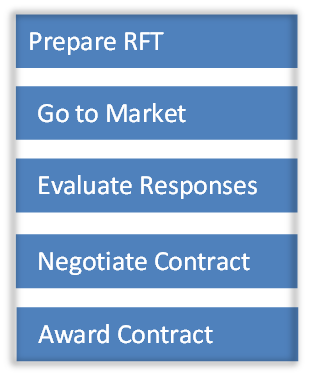 Prepare RFT
Go to Market
Evaluate Responses
Negotiate Contract
Award Contract